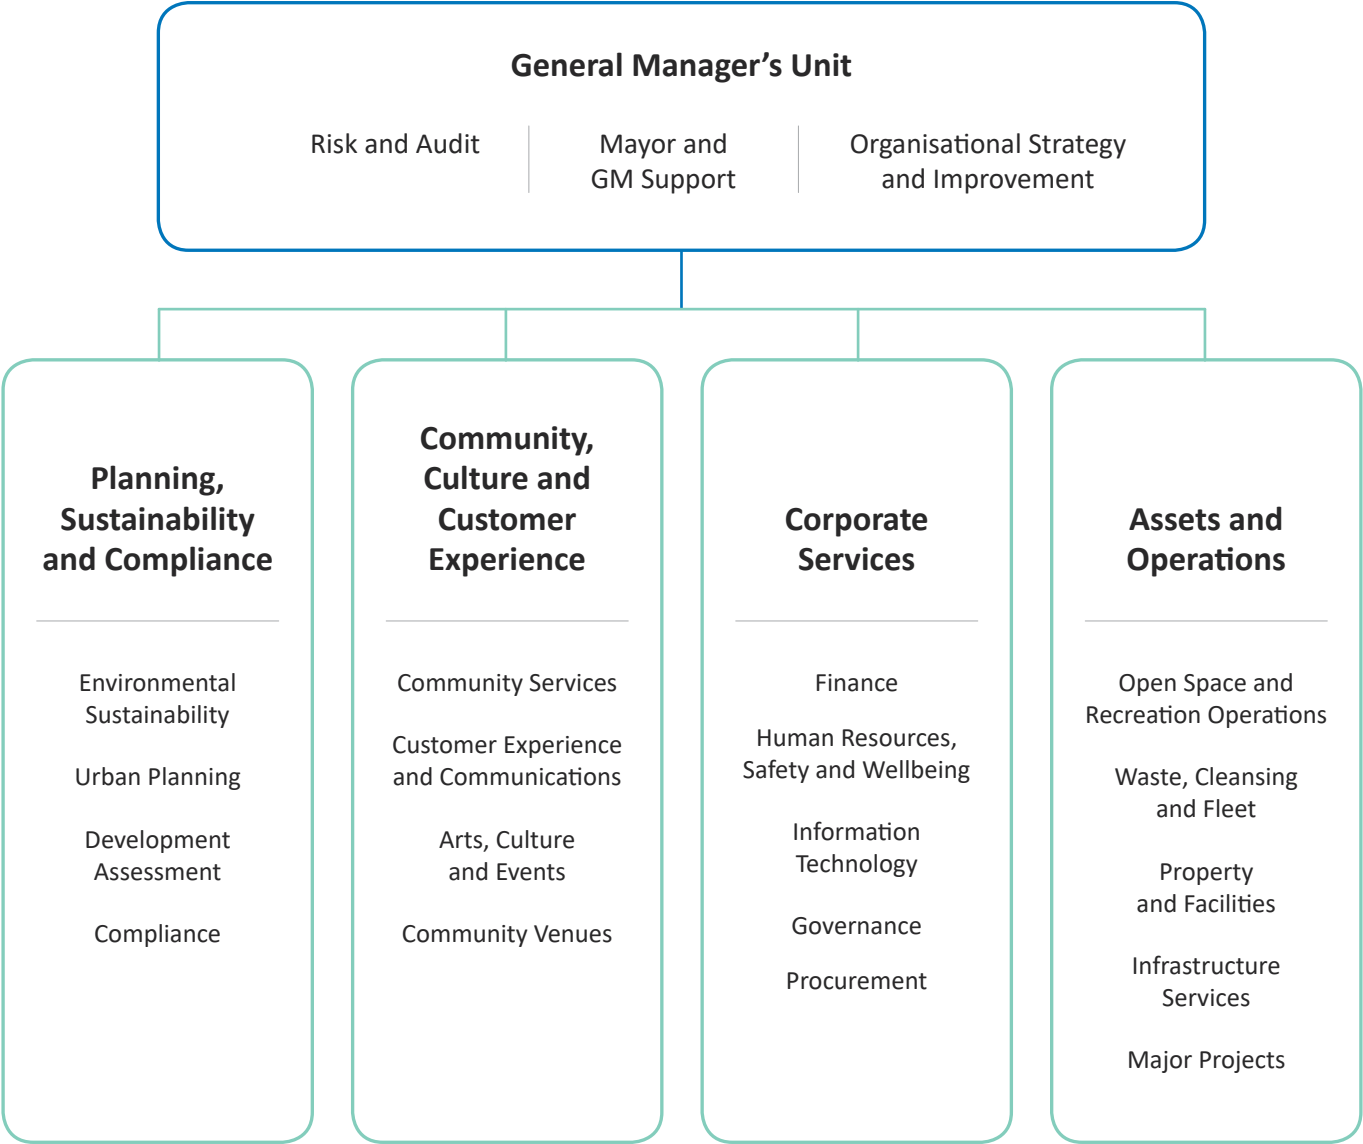 General Manager’s Unit
Risk and Audit
Mayor and
GM Support
Organisational Strategy
and Improvement
Planning,
Sustainability
and Compliance
Environmental
Sustainability
Urban Planning
Development
Assessment
Compliance
Community,
Culture and
Customer
Experience
Community Services
Customer Experience
and Communications
Arts, Culture
and Events
Community Venues
Corporate
Services
Finance
Human Resources,
Safety and Wellbeing
Information
Technology
Governance
Procurement
Assets and
Operations
Open Space and
Recreation Operations
Waste, Cleansing
and Fleet
Property
and Facilities
Infrastructure
Services
Major Projects